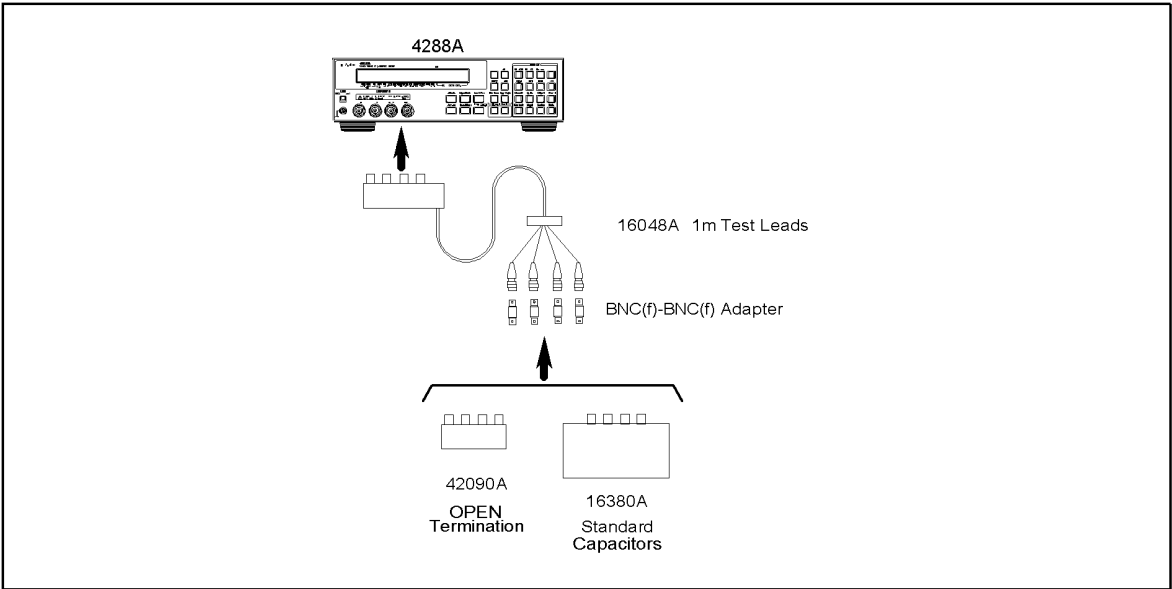 4288A
16048A 1m Test Leads
BNC(f)-BNC(f) Adapter
42090A
OPEN
Termination
16380A
Standard
Capacitors